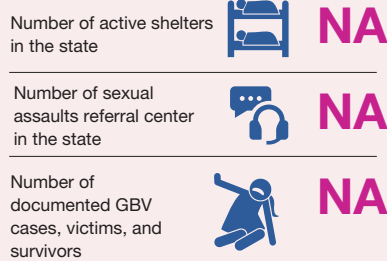 Number of active shelters
in the state
NA
Number of sexual
assaults referral center
in the state
NA
Number of
documented GBV
cases, victims, and
survivors
NA